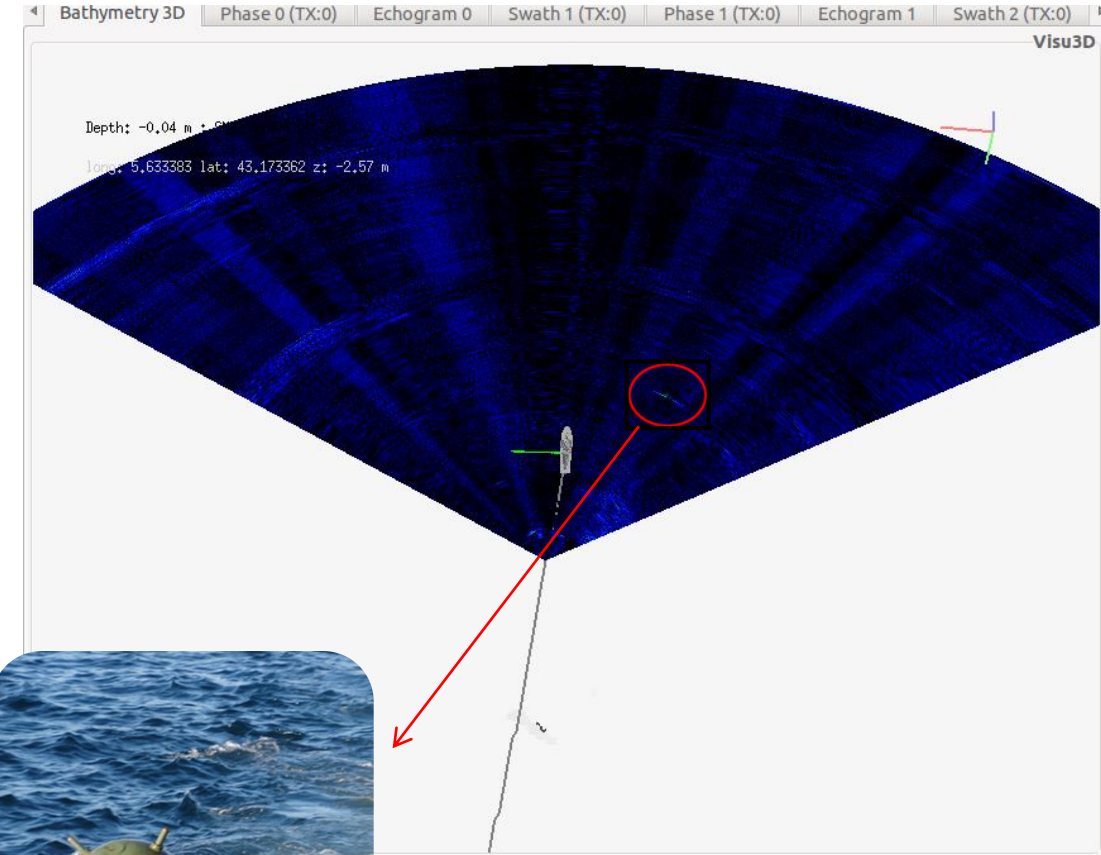 Bathymetry 3D Phase 0 (TX:0) Echogram 0 Swath 1 (TX:0) Phase 1 (TX:0) Echogram 1 Swath 2 (TX:0)
Visu3D
Depth: -0.04 m :
long: 5.633383 lat: 43.173362 z: -2.57 m